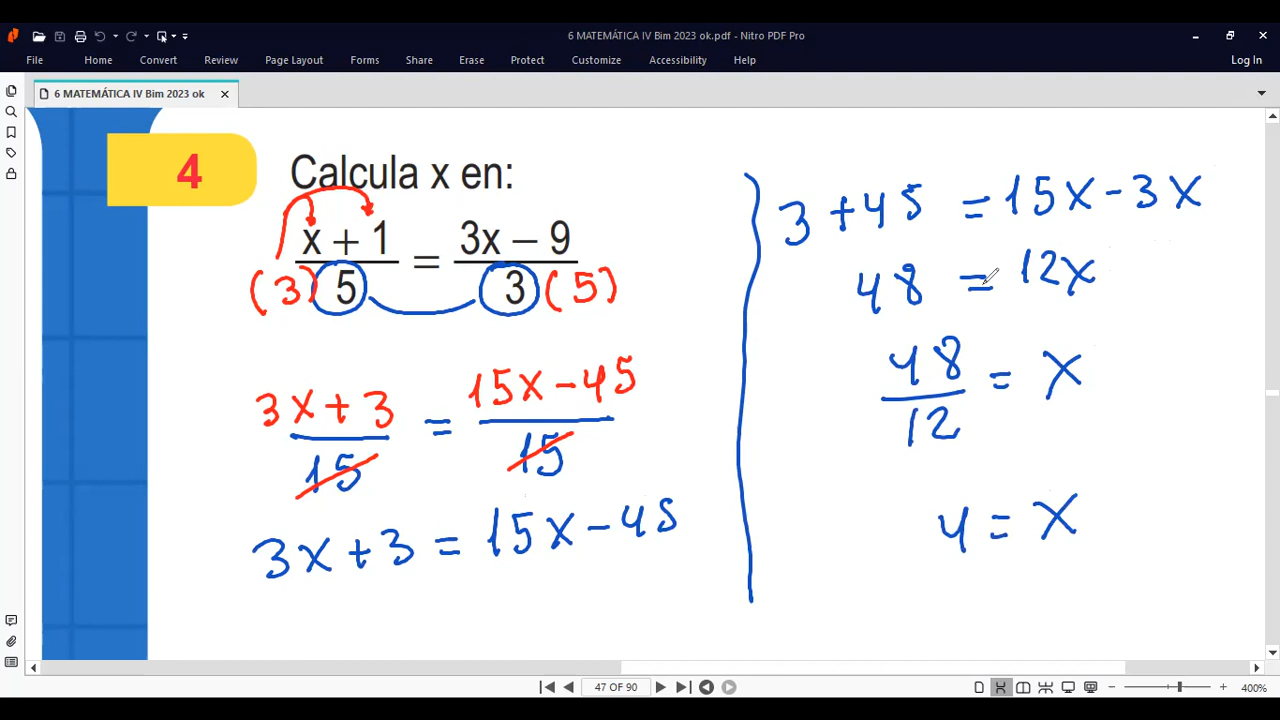 6 MATEMÁTICA IV Bim 2023 ok.pdf - Nitro PDF Pro
File Home Convert Review Page Layout Forms Share Erase Protect Customize Accessibility Help Log In
6 MATEMÁTICA IV Bim 2023 ok
4
Calcula x en:
x + 1 = 3x – 9
(3) 5 3 (5)
3x + 3 = 15x – 45
15 15
3x + 3 = 15x – 45
3 + 45 = 15x – 3x
48 = 12x
48 = x
12
4 = x
47 OF 90
400%